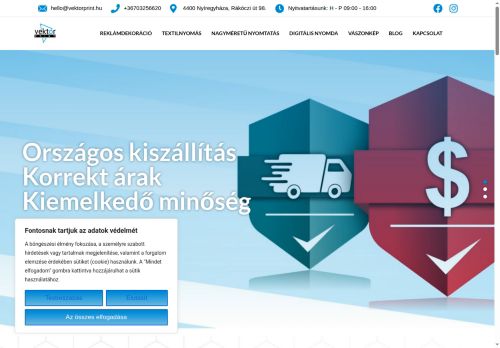 hello@vektorprint.hu
+36703256620
4400 Nyíregyháza, Rákóczi út 98.
Nyitvatartásunk: H - P 09:00 - 16:00
vektor
REKLÁMDEKORÁCIÓ
TEXTILNYOMÁS
NAGYMÉRETŰ NYOMTATÁS
DIGITÁLIS NYOMDA
VÁSZONKÉP
BLOG
KAPCSOLAT
Országos kiszállítás
Korrekt árak
Kiemelkedő minőség
$
Fontosnak tartjuk az adatok védelmét
A böngészési élmény fokozása, a személyre szabott
hirdetések vagy tartalmak megjelenítése, valamint a forgalom
elemzése érdekében sütiket (cookie) használunk. A "Mindet
elfogadom" gombra kattintva hozzájárulhat a sütik
használatához.
Testreszabás
Elutasít
Az összes elfogadása